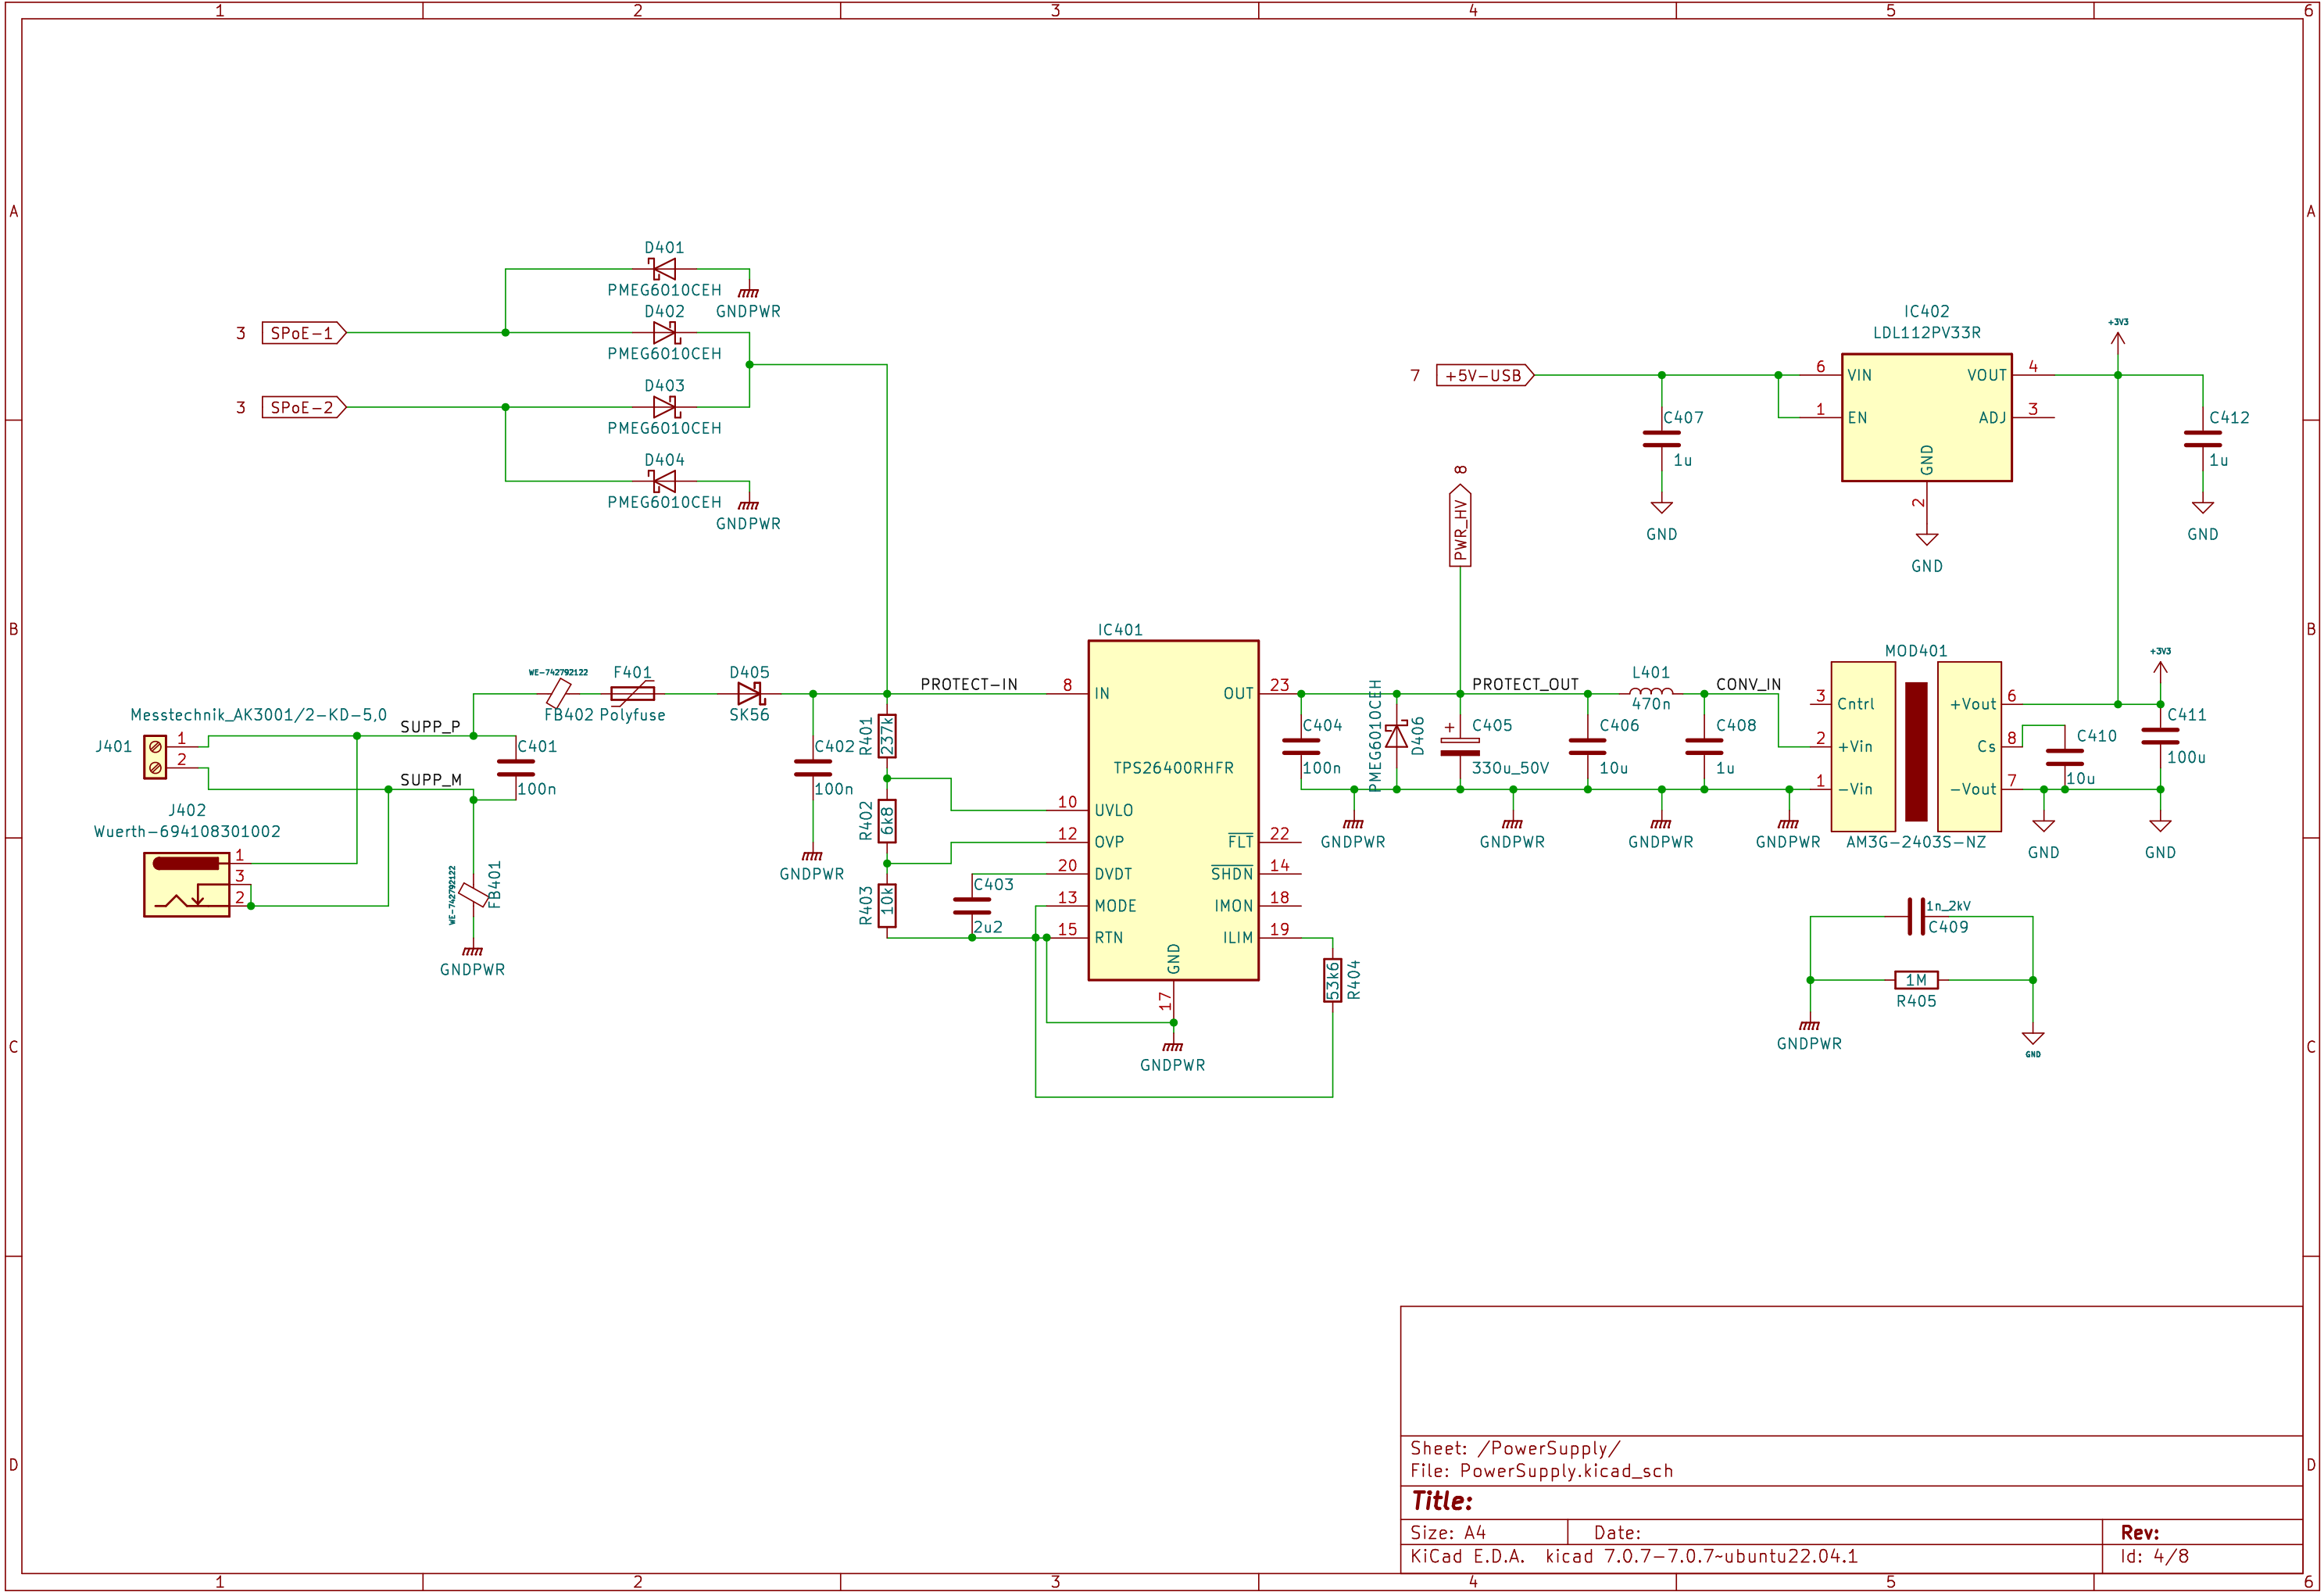 1 2 3 4 5 6
A A
B B
C C
D D
D401
PMEG6010CEH
GNDPWR
D402
3 SPoE-1
PMEG6010CEH
D403
3 SPoE-2
PMEG6010CEH
D404
PMEG6010CEH
GNDPWR
IC402
LDL112PV33R
+3V3
7 +5V-USB
6 VIN VOUT 4
1 EN ADJ 3
GND
2
GND
C407
1u
GND
C412
1u
GND
8
PWR_HV
WE-742792122
FB402
F401
Polyfuse
D405
SK56
Messtechnik_AK3001/2-KD-5,0
J401
1
2
SUPP_P
SUPP_M
C401
100n
J402
Wuerth-694108301002
1
3
2
WE-742792122
FB401
GNDPWR
C402
100n
GNDPWR
R401
237k
R402
6k8
R403
10k
C403
2u2
PROTECT-IN
IC401
TPS26400RHFR
8 IN OUT 23
10 UVLO
12 OVP FLT 22
20 DVDT SHDN 14
13 MODE IMON 18
15 RTN ILIM 19
GND
17
GNDPWR
53k6
R404
C404
100n
GNDPWR
PMEG6010CEH
D406
+
C405
330u_50V
PROTECT_OUT
GNDPWR
C406
10u
L401
470n
GNDPWR
CONV_IN
C408
1u
GNDPWR
MOD401
3 Cntrl +Vout 6
2 +Vin Cs 8
1 -Vin -Vout 7
AM3G-2403S-NZ
+3V3
C410
10u
C411
100u
GND
GND
1n_2kV
C409
1M
R405
GNDPWR
GND
Sheet: /PowerSupply/
File: PowerSupply.kicad_sch
Title:
Size: A4 Date: Rev:
KiCad E.D.A. kicad 7.0.7-7.0.7~ubuntu22.04.1 Id: 4/8
1 2 3 4 5 6